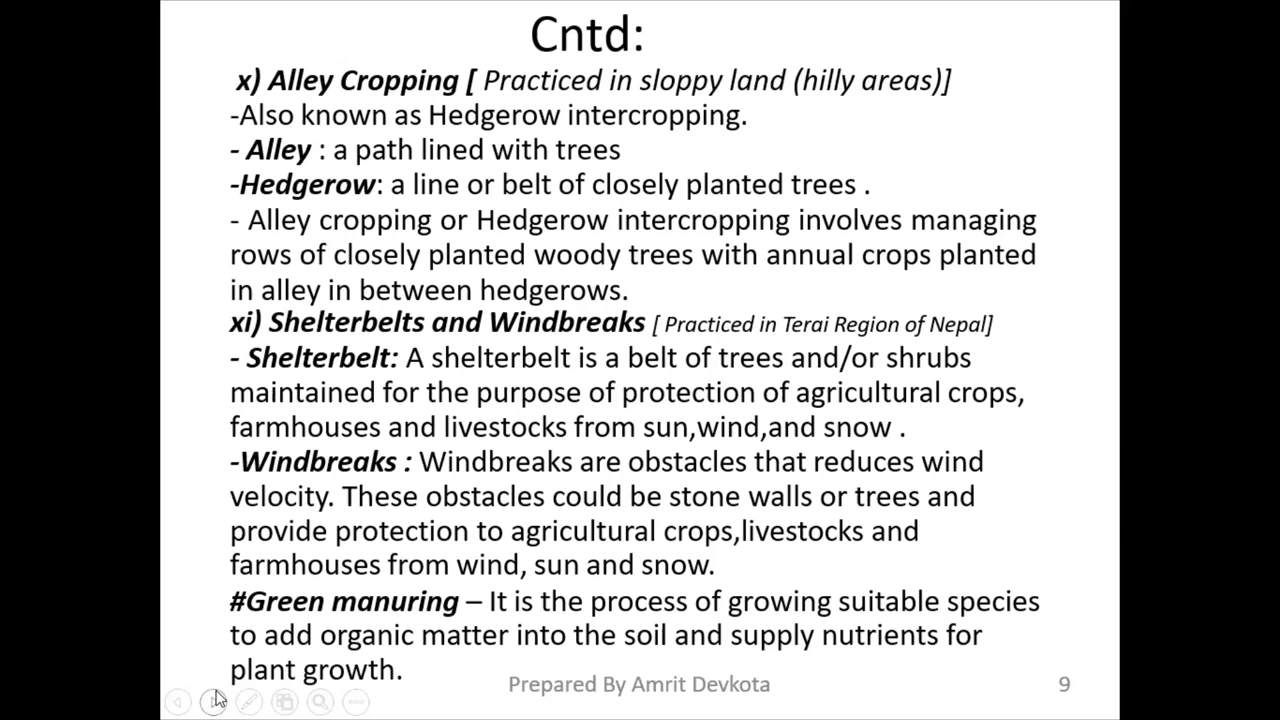 Cntd:
x) Alley Cropping [ Practiced in sloppy land (hilly areas)]
-Also known as Hedgerow intercropping.
- Alley : a path lined with trees
-Hedgerow: a line or belt of closely planted trees .
- Alley cropping or Hedgerow intercropping involves managing
rows of closely planted woody trees with annual crops planted
in alley in between hedgerows.
xi) Shelterbelts and Windbreaks [ Practiced in Terai Region of Nepal]
- Shelterbelt: A shelterbelt is a belt of trees and/or shrubs
maintained for the purpose of protection of agricultural crops,
farmhouses and livestocks from sun,wind,and snow .
-Windbreaks : Windbreaks are obstacles that reduces wind
velocity. These obstacles could be stone walls or trees and
provide protection to agricultural crops,livestocks and
farmhouses from wind, sun and snow.
#Green manuring – It is the process of growing suitable species
to add organic matter into the soil and supply nutrients for
plant growth.
Prepared By Amrit Devkota
9